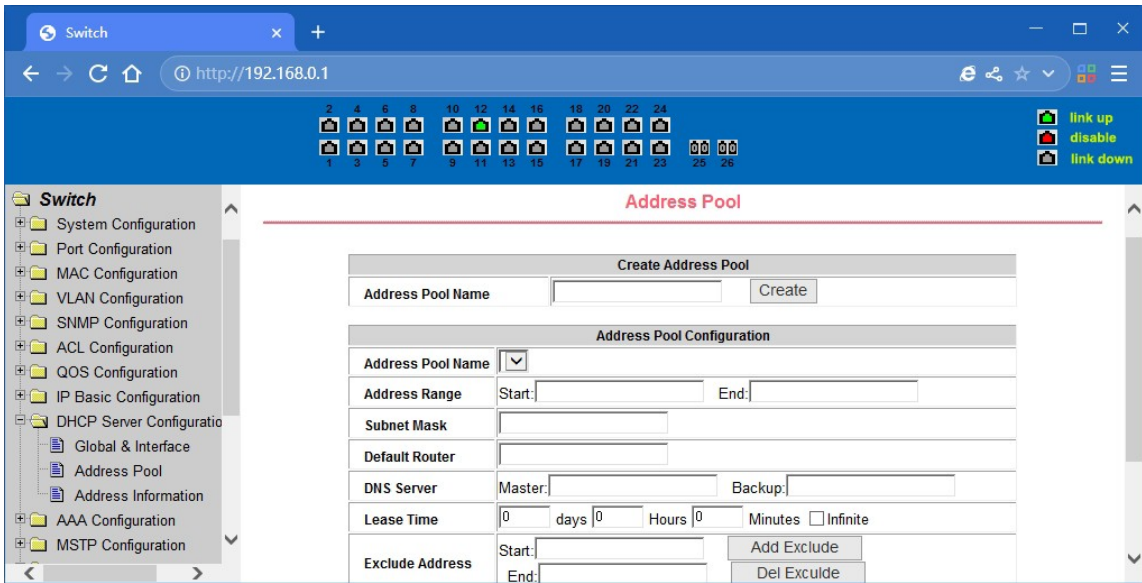 Switch
http://192.168.0.1
2 4 6 8 10 12 14 16 18 20 22 24
1 3 5 7 9 11 13 15 17 19 21 23 25 26
link up
disable
link down
Switch
System Configuration
Port Configuration
MAC Configuration
VLAN Configuration
SNMP Configuration
ACL Configuration
QOS Configuration
IP Basic Configuration
DHCP Server Configuratio
Global & Interface
Address Pool
Address Information
AAA Configuration
MSTP Configuration
Address Pool
Create Address Pool
Address Pool Name Create
Address Pool Configuration
Address Pool Name
Address Range Start: End:
Subnet Mask
Default Router
DNS Server Master: Backup:
Lease Time 0 days 0 Hours 0 Minutes Infinite
Exclude Address Start: Add Exclude
End: Del Exculde